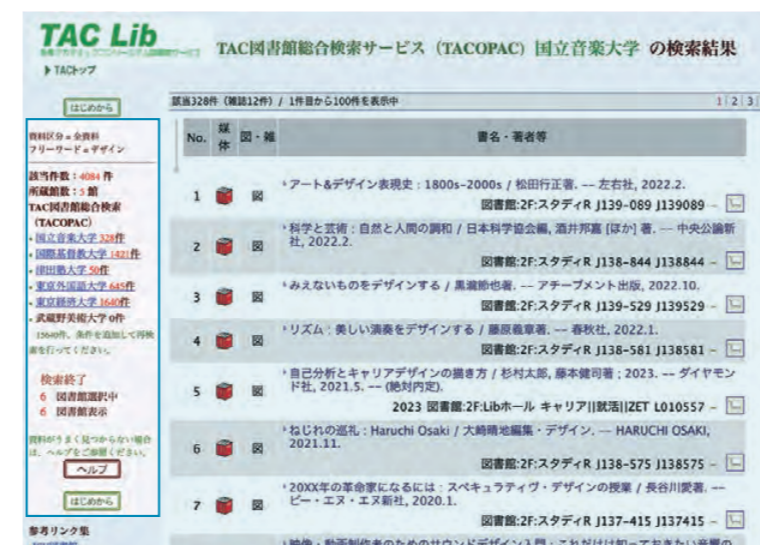 TAC Lib
▶ TACトップ
TAC図書館総合検索サービス（TACOPAC）国立音楽大学 の検索結果
はじめから
資料区分 = 全資料
フリーワード = デザイン
該当件数：4084 件
所蔵館数：5 館
TAC図書館総合検索
（TACOPAC）
国立音楽大学 328件
国際基督教大学 1421件
津田塾大学 50件
東京外国語大学 645件
東京経済大学 1640件
武蔵野美術大学 0件
15640件、条件を追加して再検
索を行ってください。
検索終了
6 図書館選択中
6 図書館表示
資料がうまく見つからない場合
は、ヘルプをご参照ください。
ヘルプ
はじめから
参考リンク集
該当328件（雑誌12件）/ 1件目から100件を表示中
1 | 2 | 3 |
No. 媒体 図・雑 書名・著者等
1 図 アート&デザイン表現史：1800s-2000s / 松田行正著. -- 左右社, 2022.2.
図書館:2F:スタディR J139-089 J139089 –
2 図 科学と芸術：自然と人間の調和 / 日本科学協会編, 酒井邦嘉 [ほか] 著. -- 中央公論新
社, 2022.2.
図書館:2F:スタディR J138-844 J138844 –
3 図 みえないものをデザインする / 黒瀧節也著. -- アチーブメント出版, 2022.10.
図書館:2F:スタディR J139-529 J139529 –
4 図 リズム：美しい演奏をデザインする / 藤原義章著. -- 春秋社, 2022.1.
図書館:2F:スタディR J138-581 J138581 –
5 図 自己分析とキャリアデザインの描き方 / 杉村太郎, 藤本健司著 ; 2023. -- ダイヤモン
ド社, 2021.5. -- (絶対内定).
2023 図書館:2F:Libホール キャリア||就活||ZET L010557 –
6 図 ねじれの巡礼：Haruchi Osaki / 大崎晴地編集・デザイン. -- HARUCHI OSAKI,
2021.11.
図書館:2F:スタディR J138-575 J138575 –
7 図 20XX年の革命家になるには：スペキュラティヴ・デザインの授業 / 長谷川愛著. --
ビー・エヌ・エヌ新社, 2020.1.
図書館:2F:スタディR J137-415 J137415 –